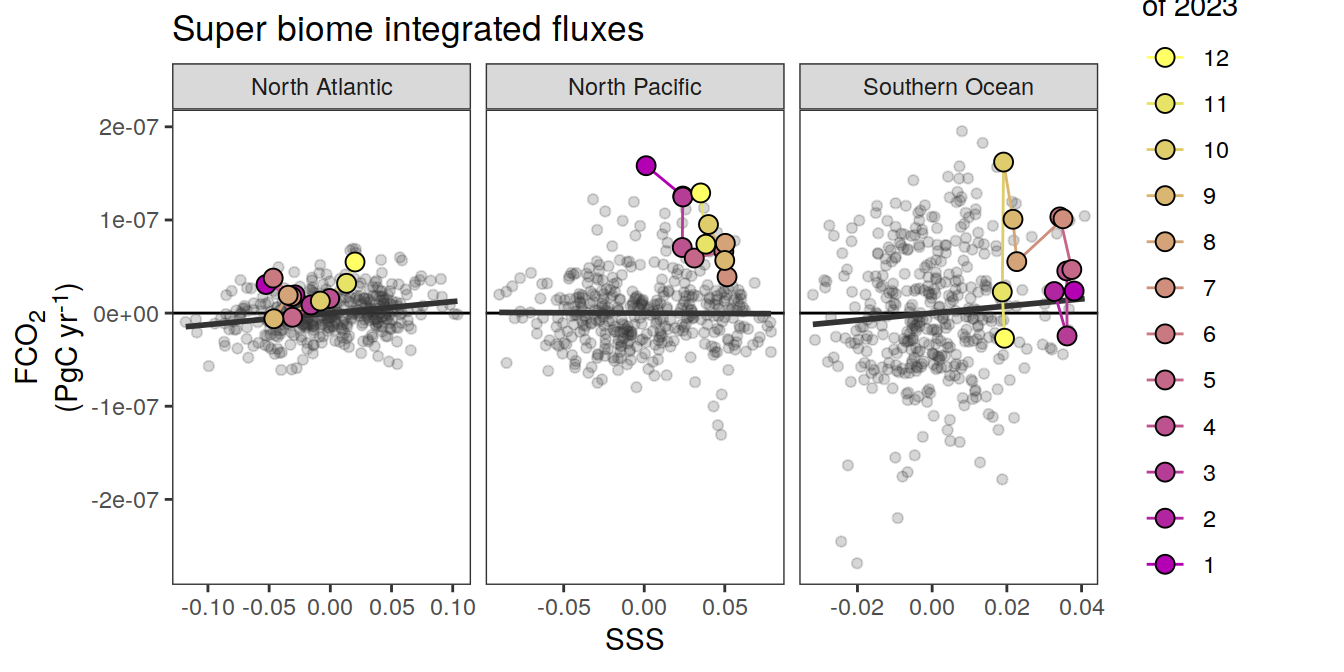 of 2023
Super biome integrated fluxes
North Atlantic
North Pacific
Southern Ocean
FCO2
(PgC yr-1)
2e-07
1e-07
0e+00
-1e-07
-2e-07
-0.10 -0.05 0.00 0.05 0.10
-0.05 0.00 0.05
-0.02 0.00 0.02 0.04
SSS
12
11
10
9
8
7
6
5
4
3
2
1